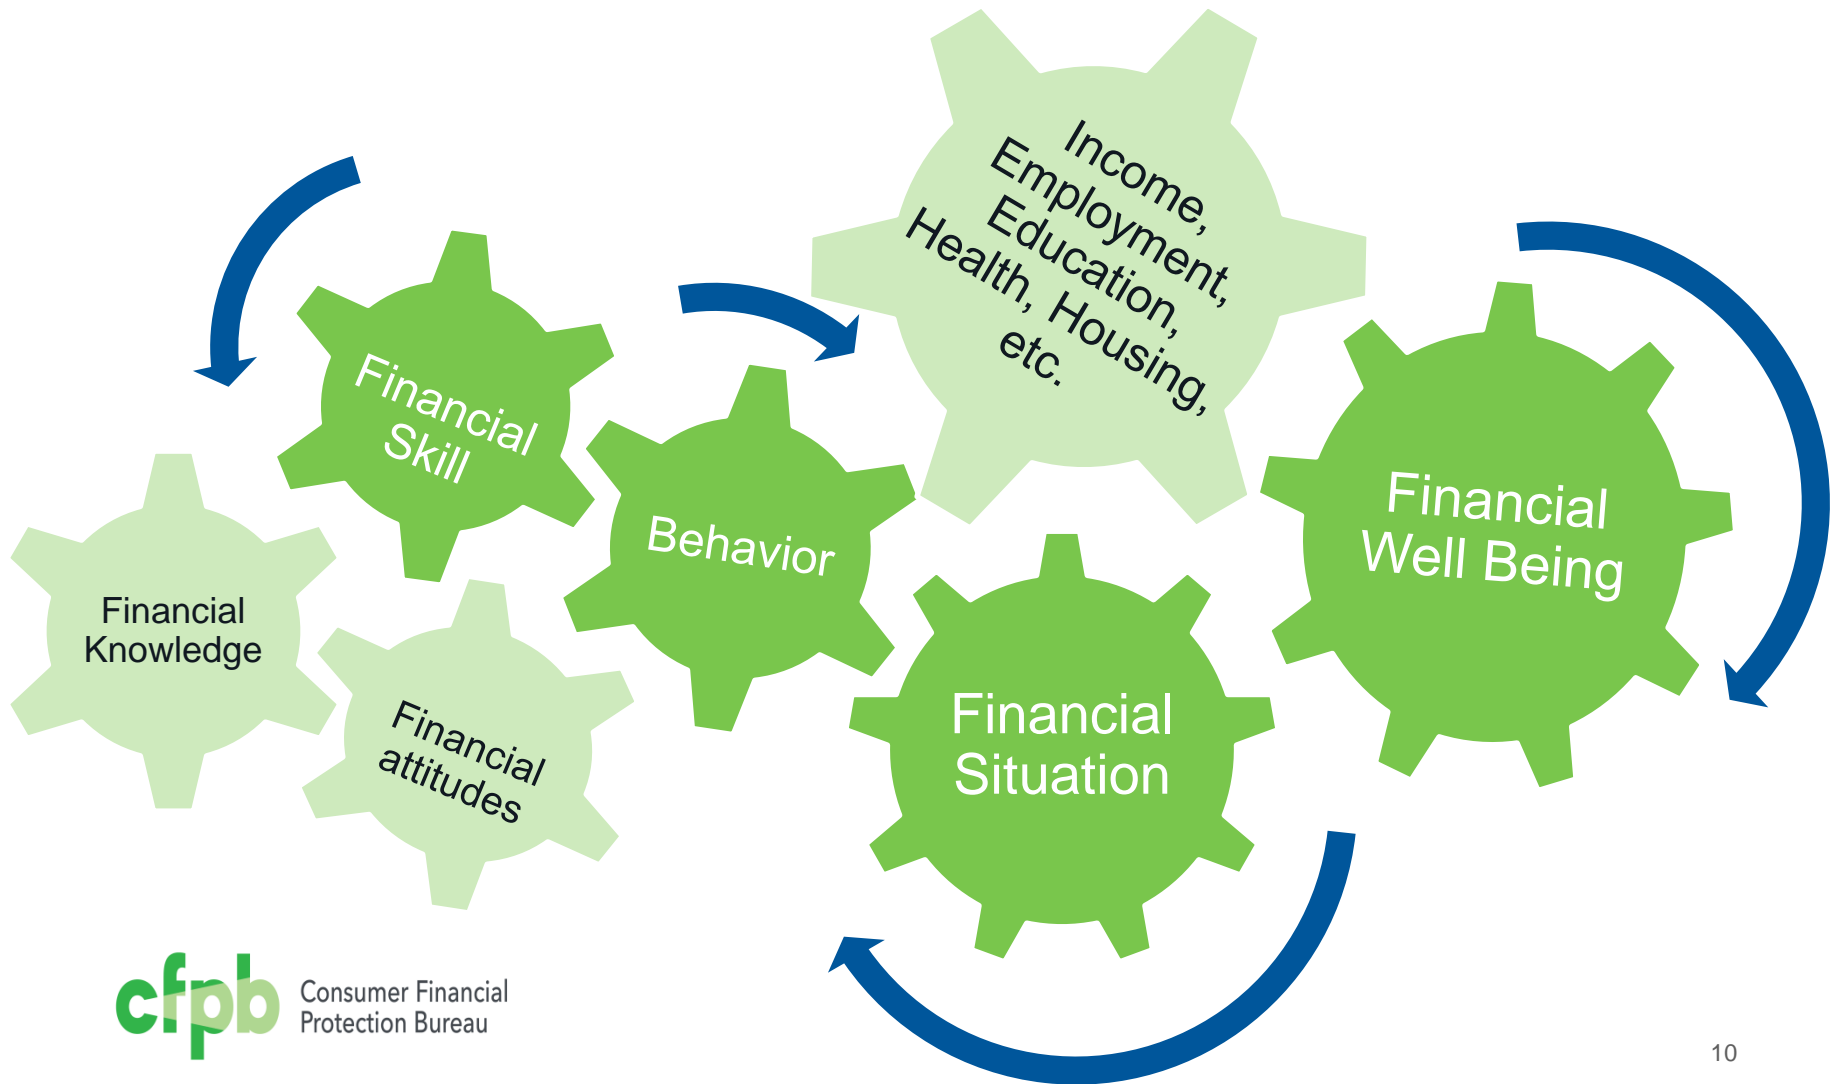 Income,
Employment,
Education,
Health, Housing,
etc.
Financial
Skill
Behavior
Financial
Well Being
Financial
Knowledge
Financial
attitudes
Financial
Situation
cfpb
Consumer Financial
Protection Bureau
10